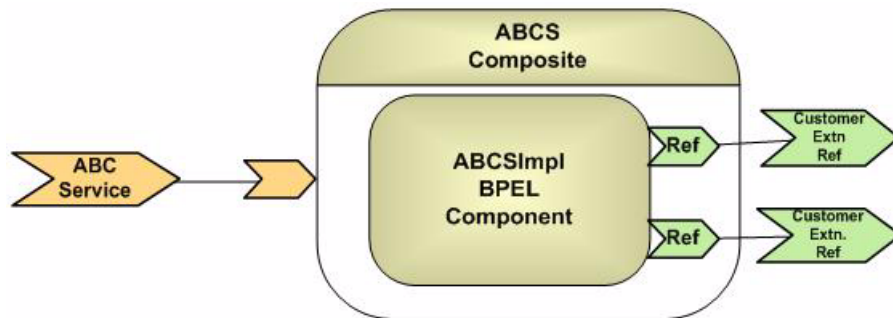 ABCS
Composite
ABC
Service
ABCSImpl
BPEL
Component
Ref
Customer
Extn
Ref
Ref
Customer
Extn.
Ref